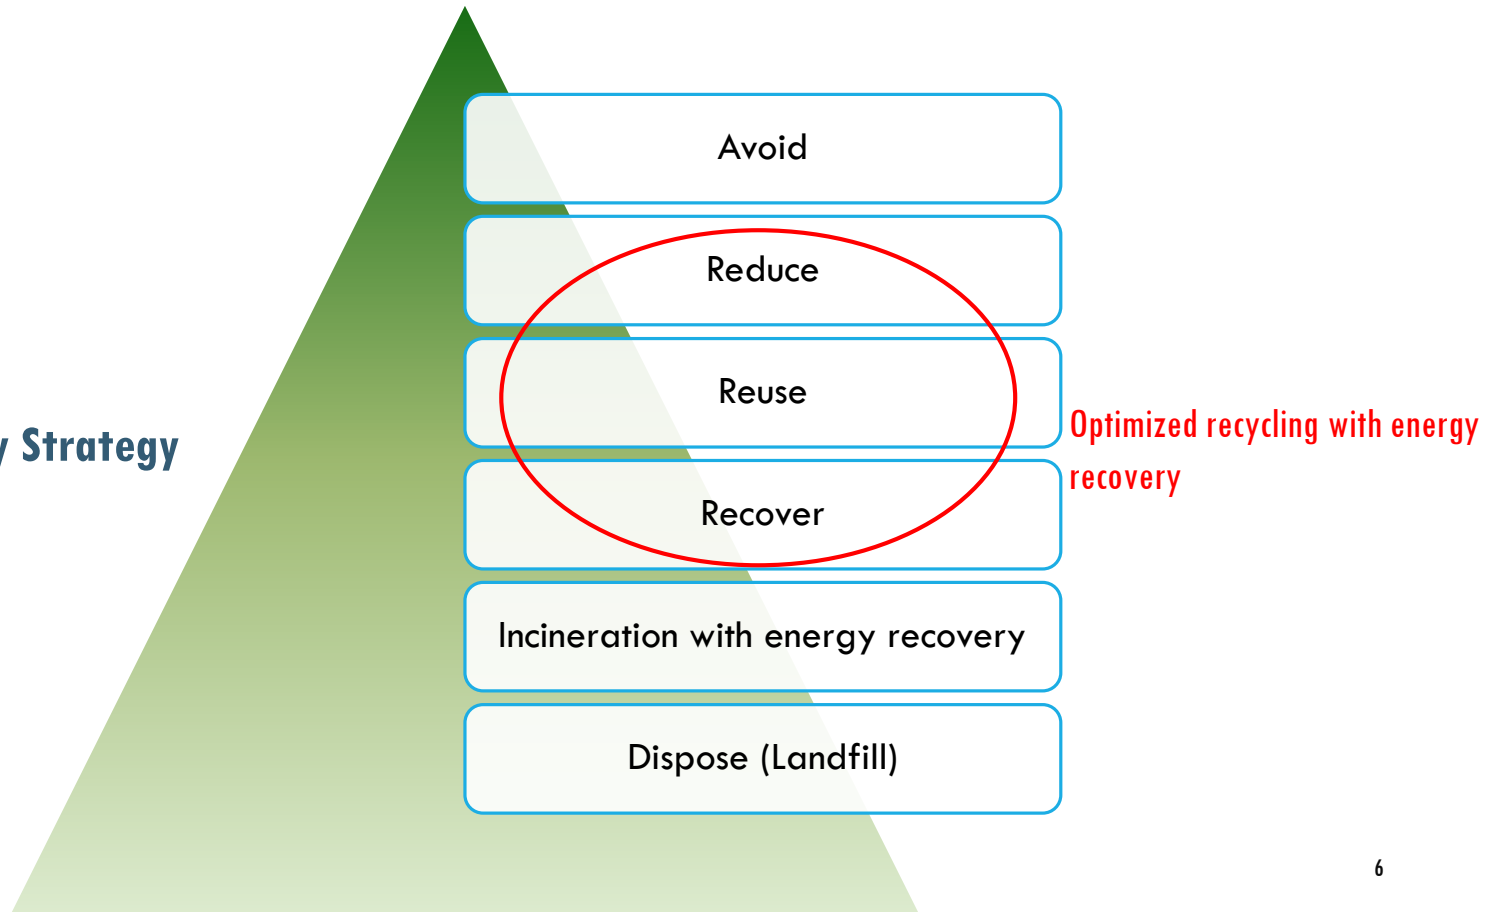 Avoid
Reduce
Reuse
Recover
Incineration with energy recovery
Dispose (Landfill)
y Strategy
Optimized recycling with energy
recovery
6